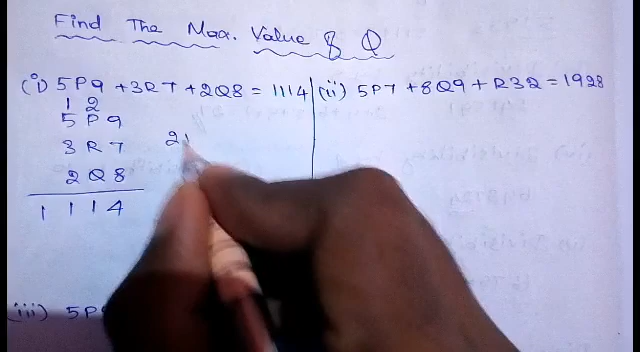 Find The Max. Value of Q
(i) 5P9 + 3R7 + 2Q8 = 1114
(ii) 5P7 + 8Q9 + R32 = 1928
1 2
5 P 9
3 R 7
2 Q 8
1 1 1 4
21
(iii) 5P